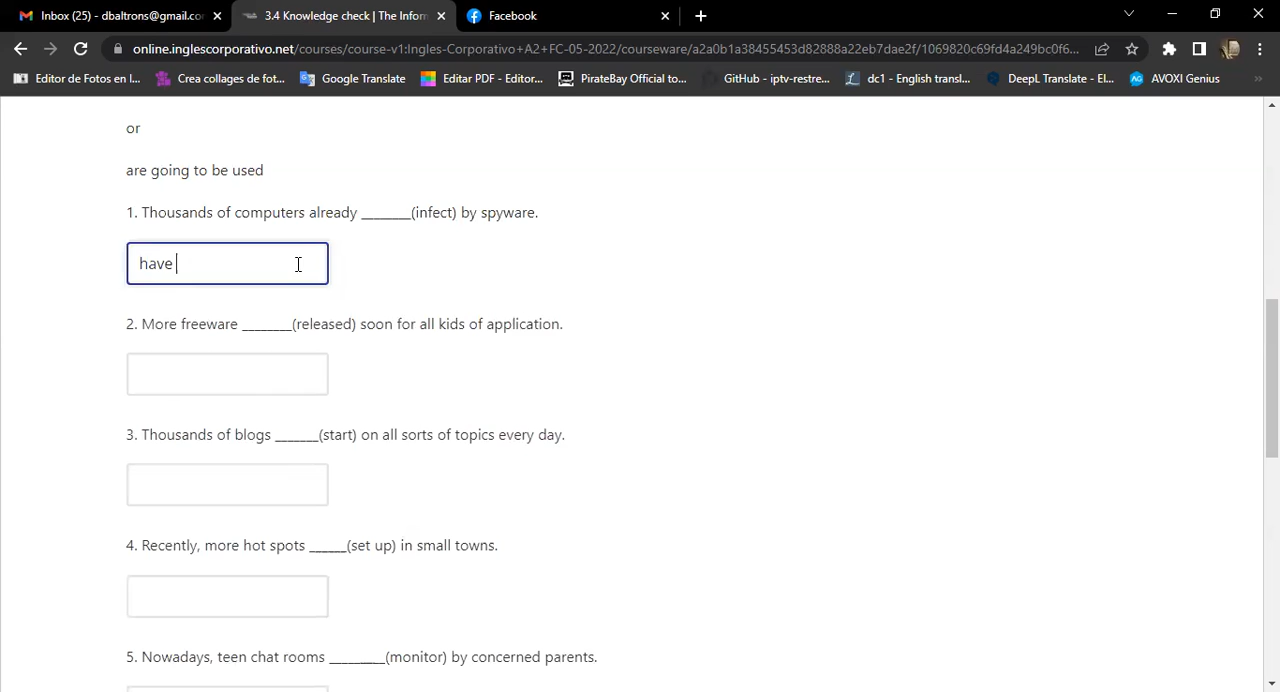 Inbox (25) - dbaltrons@gmail.co
3.4 Knowledge check | The Infor
Facebook
online.inglescorporativo.net/courses/course-v1:Ingles-Corporativo+A2+FC-05-2022/courseware/a2a0b1a38455453d82888a22eb7dae2f/1069820c69fd4a249bc0f6...
Editor de Fotos en l...
Crea collages de fot...
Google Translate
Editar PDF - Editor...
PirateBay Official to...
GitHub - iptv-restre...
dc1 - English transl...
DeepL Translate - El...
AVOXI Genius
»
or
are going to be used
1. Thousands of computers already _______(infect) by spyware.
have
2. More freeware _______(released) soon for all kids of application.
3. Thousands of blogs ______(start) on all sorts of topics every day.
4. Recently, more hot spots _____(set up) in small towns.
5. Nowadays, teen chat rooms ________(monitor) by concerned parents.